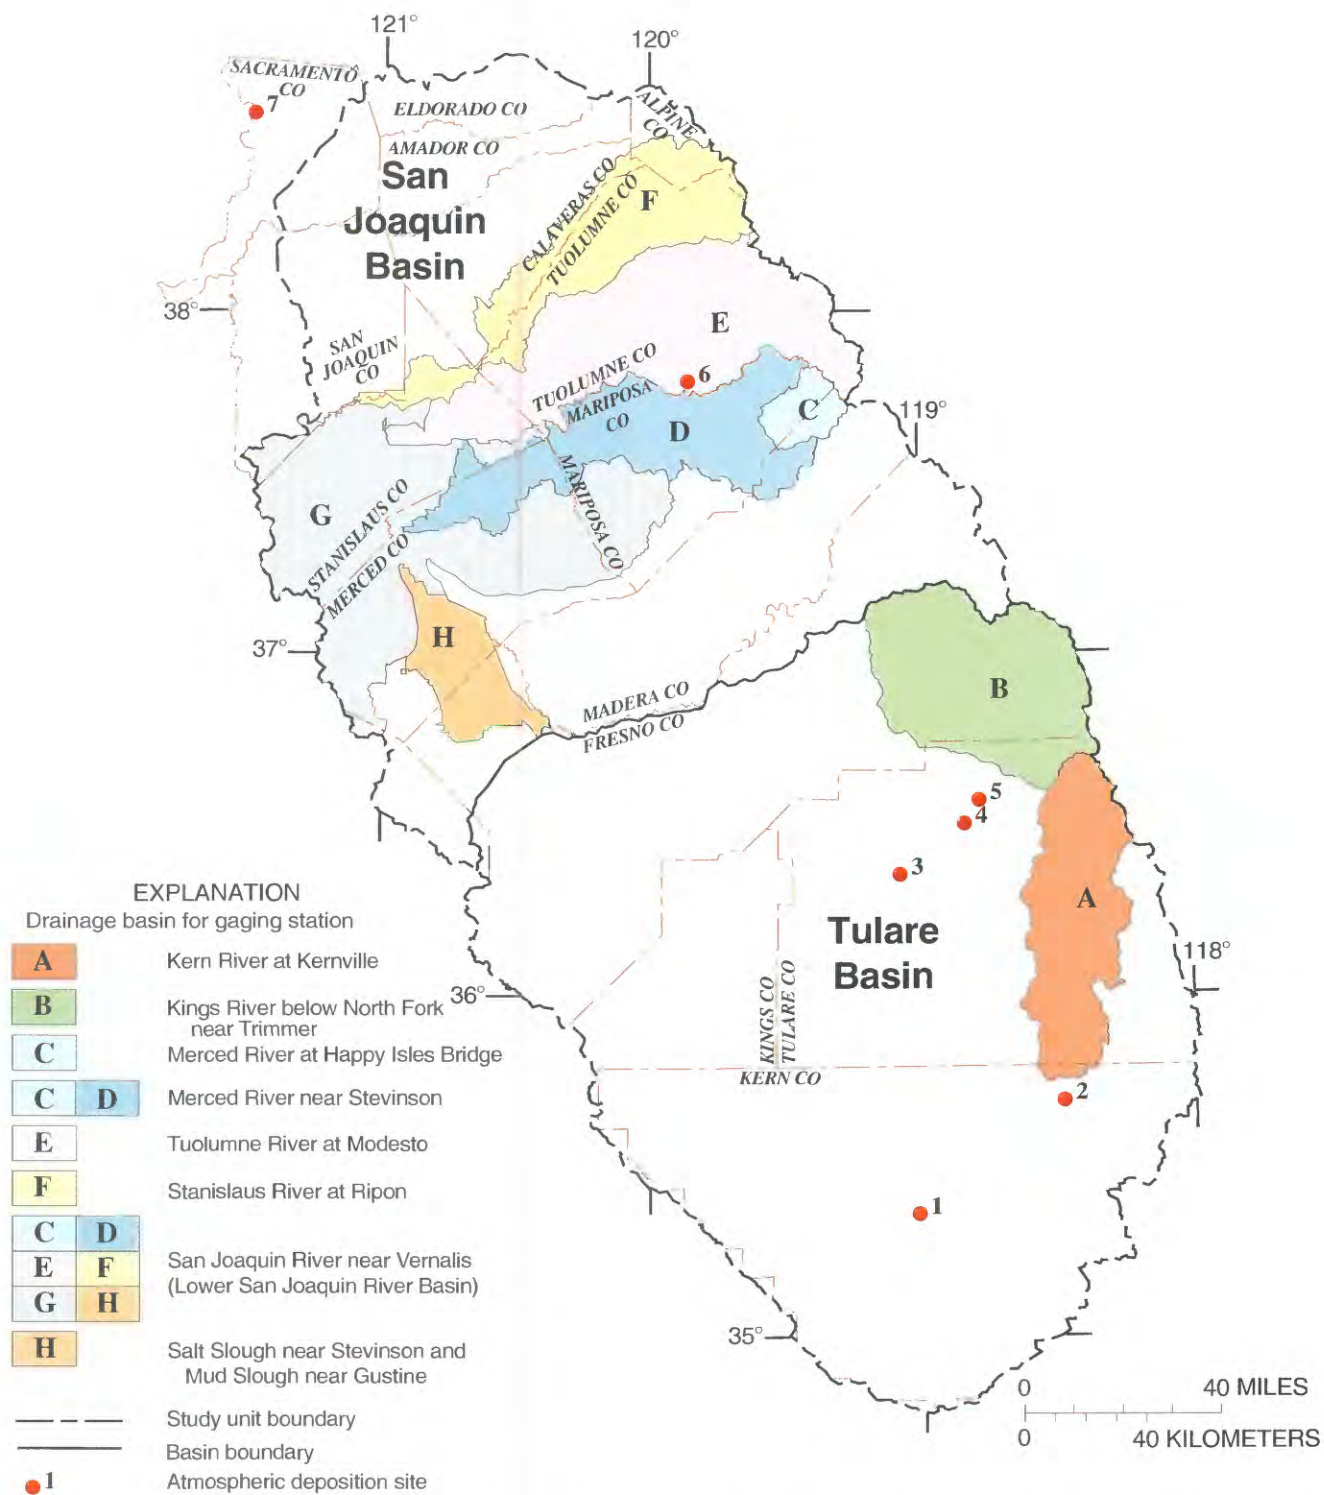 121°
120°
SACRAMENTO
CO
7
ELDORADO CO
ALPINE
CO
AMADOR CO
San
Joaquin
Basin
CALAVERAS CO
TUOLUMNE CO
F
38°
E
SAN
JOAQUIN
CO
TUOLUMNE CO
MARIPOSA
CO
6
C
119°
D
MARIPOSA CO
G
STANISLAUS CO
MERCED CO
H
37°
B
MADERA CO
FRESNO CO
5
4
3
A
Tulare
Basin
118°
36°
KINGS CO
TULARE CO
KERN CO
2
1
35°
EXPLANATION
Drainage basin for gaging station
A Kern River at Kernville
B Kings River below North Fork
near Trimmer
C Merced River at Happy Isles Bridge
C D Merced River near Stevinson
E Tuolumne River at Modesto
F Stanislaus River at Ripon
C D
E F San Joaquin River near Vernalis
G H (Lower San Joaquin River Basin)
H Salt Slough near Stevinson and
Mud Slough near Gustine
Study unit boundary
Basin boundary
1 Atmospheric deposition site
0 40 MILES
0 40 KILOMETERS